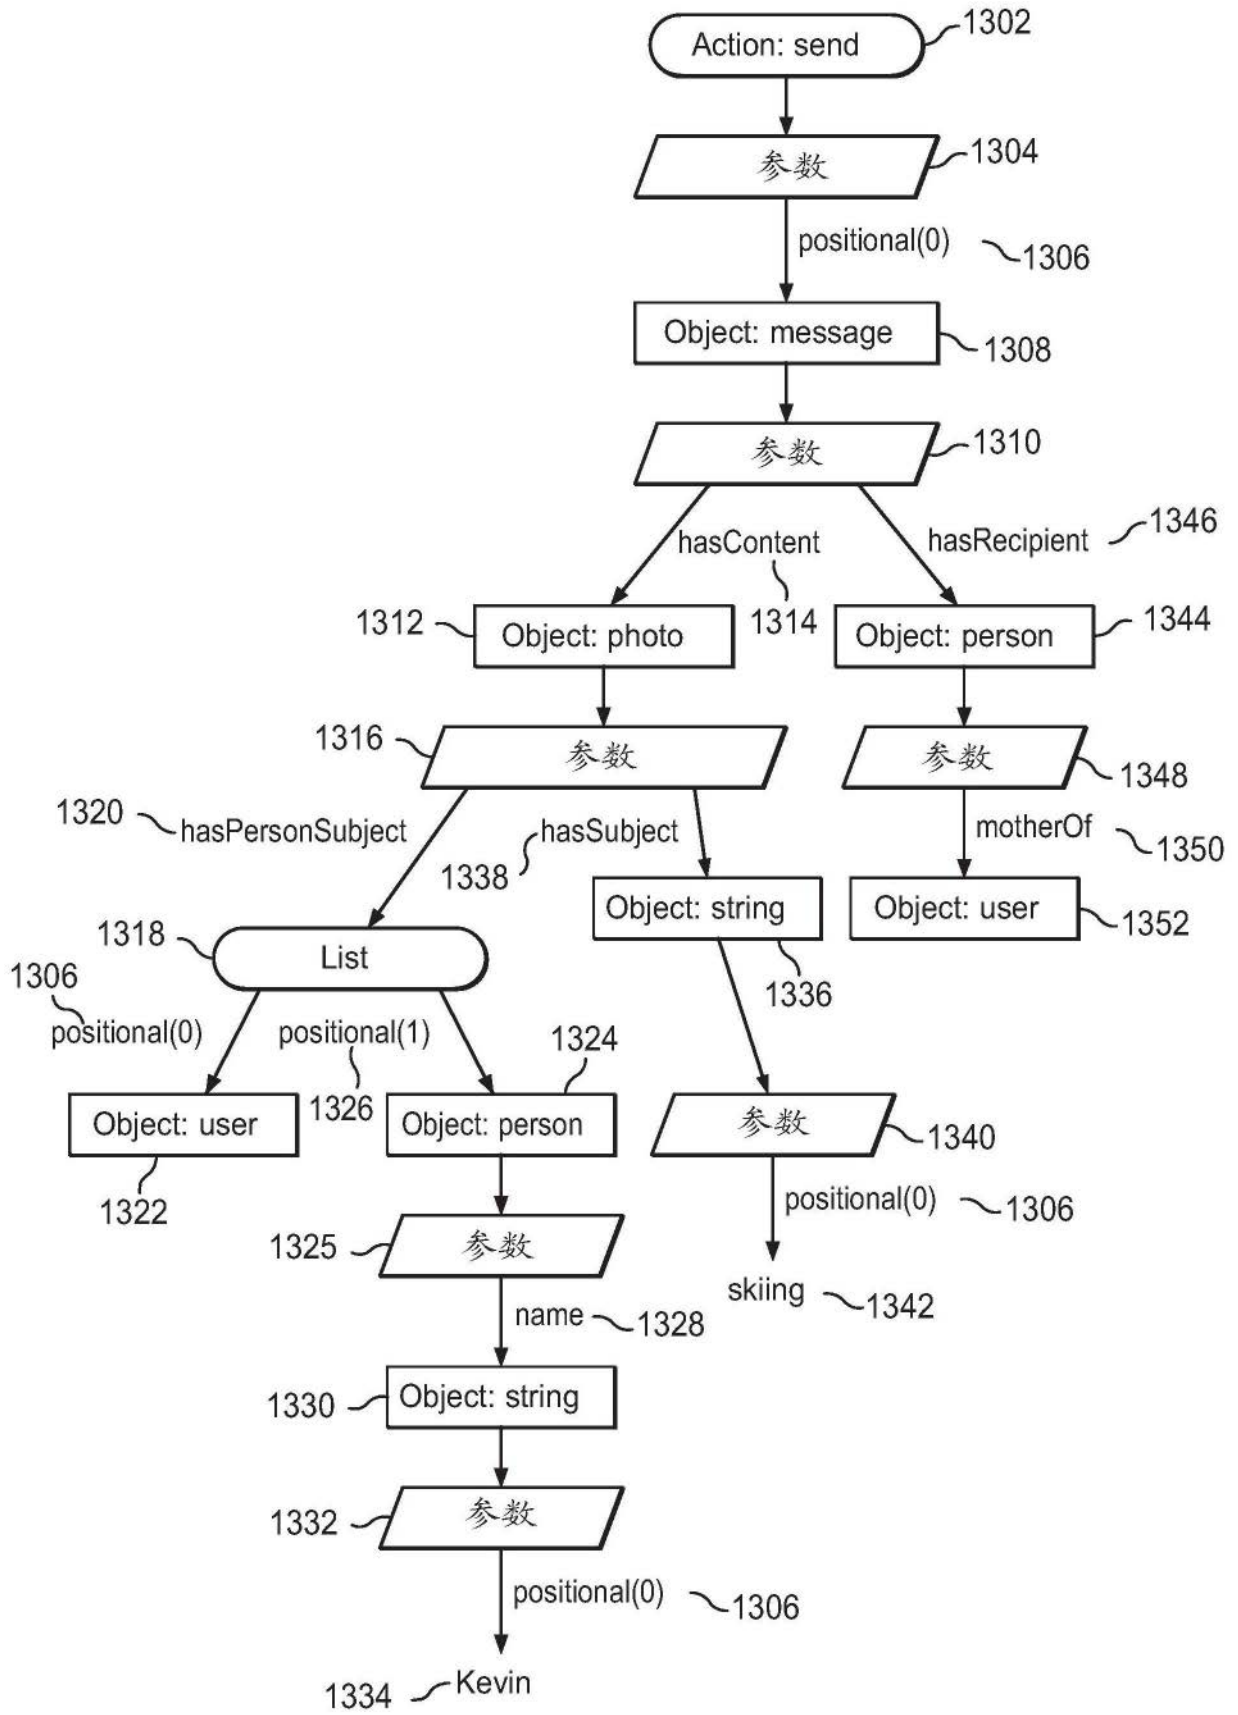 Action: send
1302
参数
1304
positional(0)
1306
Object: message
1308
参数
1310
hasContent
1314
hasRecipient
1346
1312
Object: photo
Object: person
1344
1316
参数
参数
1348
1320
hasPersonSubject
1338
hasSubject
motherOf
1350
Object: string
1336
Object: user
1352
1318
List
1306
positional(0)
positional(1)
1326
1324
Object: user
1322
Object: person
参数
1340
positional(0)
1306
1325
参数
skiing
1342
name
1328
1330
Object: string
1332
参数
positional(0)
1306
1334
Kevin